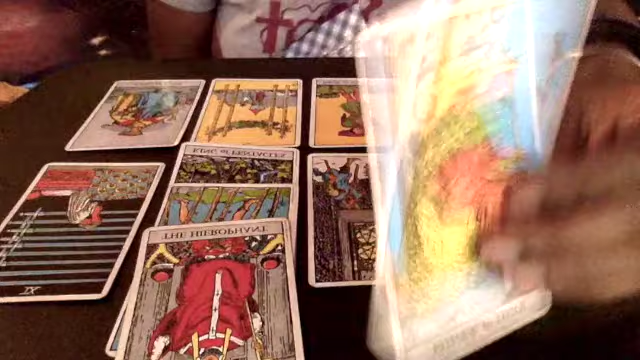 KING of PENTACLES
THE HIEROPHANT
IX